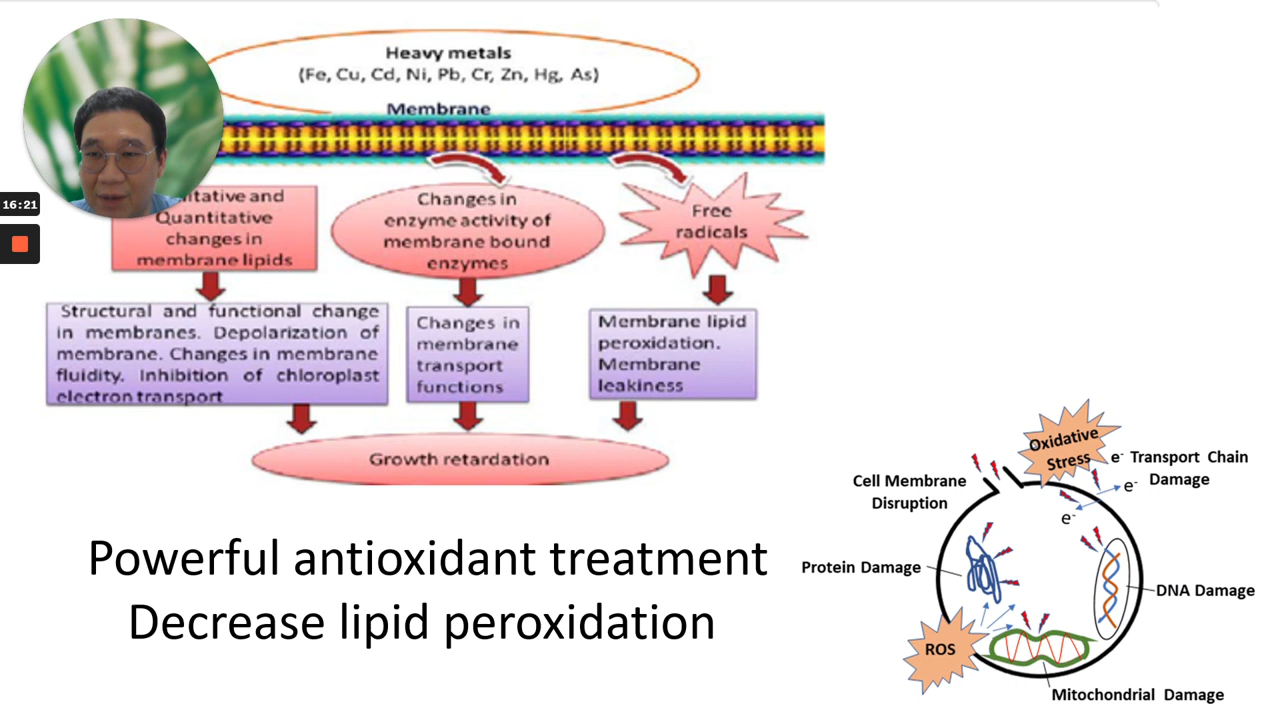 Heavy metals
(Fe, Cu, Cd, Ni, Pb, Cr, Zn, Hg, As)
Membrane
16:21
and
Quantitative
changes in
membrane lipids
Changes in
enzyme activity of
membrane bound
enzymes
Free
radicals
Structural and functional change
in membranes. Depolarization of
membrane. Changes in membrane
fluidity. Inhibition of chloroplast
electron transport
Changes in
membrane
transport
functions
Membrane lipid
peroxidation.
Membrane
leakiness
Growth retardation
Powerful antioxidant treatment
Decrease lipid peroxidation
Oxidative
Stress
e- Transport Chain
Damage
e-
e-
Cell Membrane
Disruption
Protein Damage
DNA Damage
ROS
Mitochondrial Damage